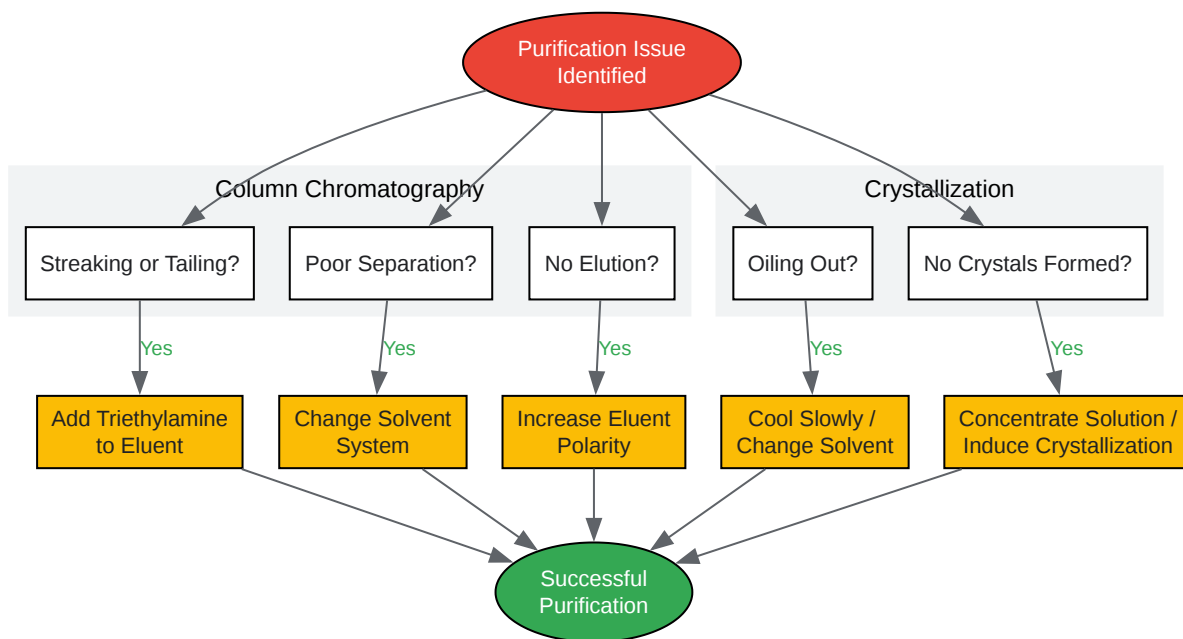 Purification Issue
Identified
Column Chromatography
Crystallization
Streaking or Tailing?
Poor Separation?
No Elution?
Oiling Out?
No Crystals Formed?
Yes
Yes
Yes
Yes
Yes
Add Triethylamine
to Eluent
Change Solvent
System
Increase Eluent
Polarity
Cool Slowly /
Change Solvent
Concentrate Solution /
Induce Crystallization
Successful
Purification